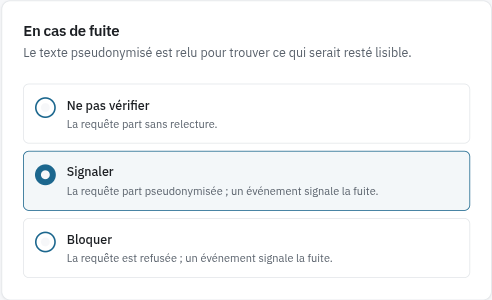 En cas de fuite
Le texte pseudonymisé est relu pour trouver ce qui serait resté lisible.
Ne pas vérifier
La requête part sans relecture.
Signaler
La requête part pseudonymisée ; un événement signale la fuite.
Bloquer
La requête est refusée ; un événement signale la fuite.